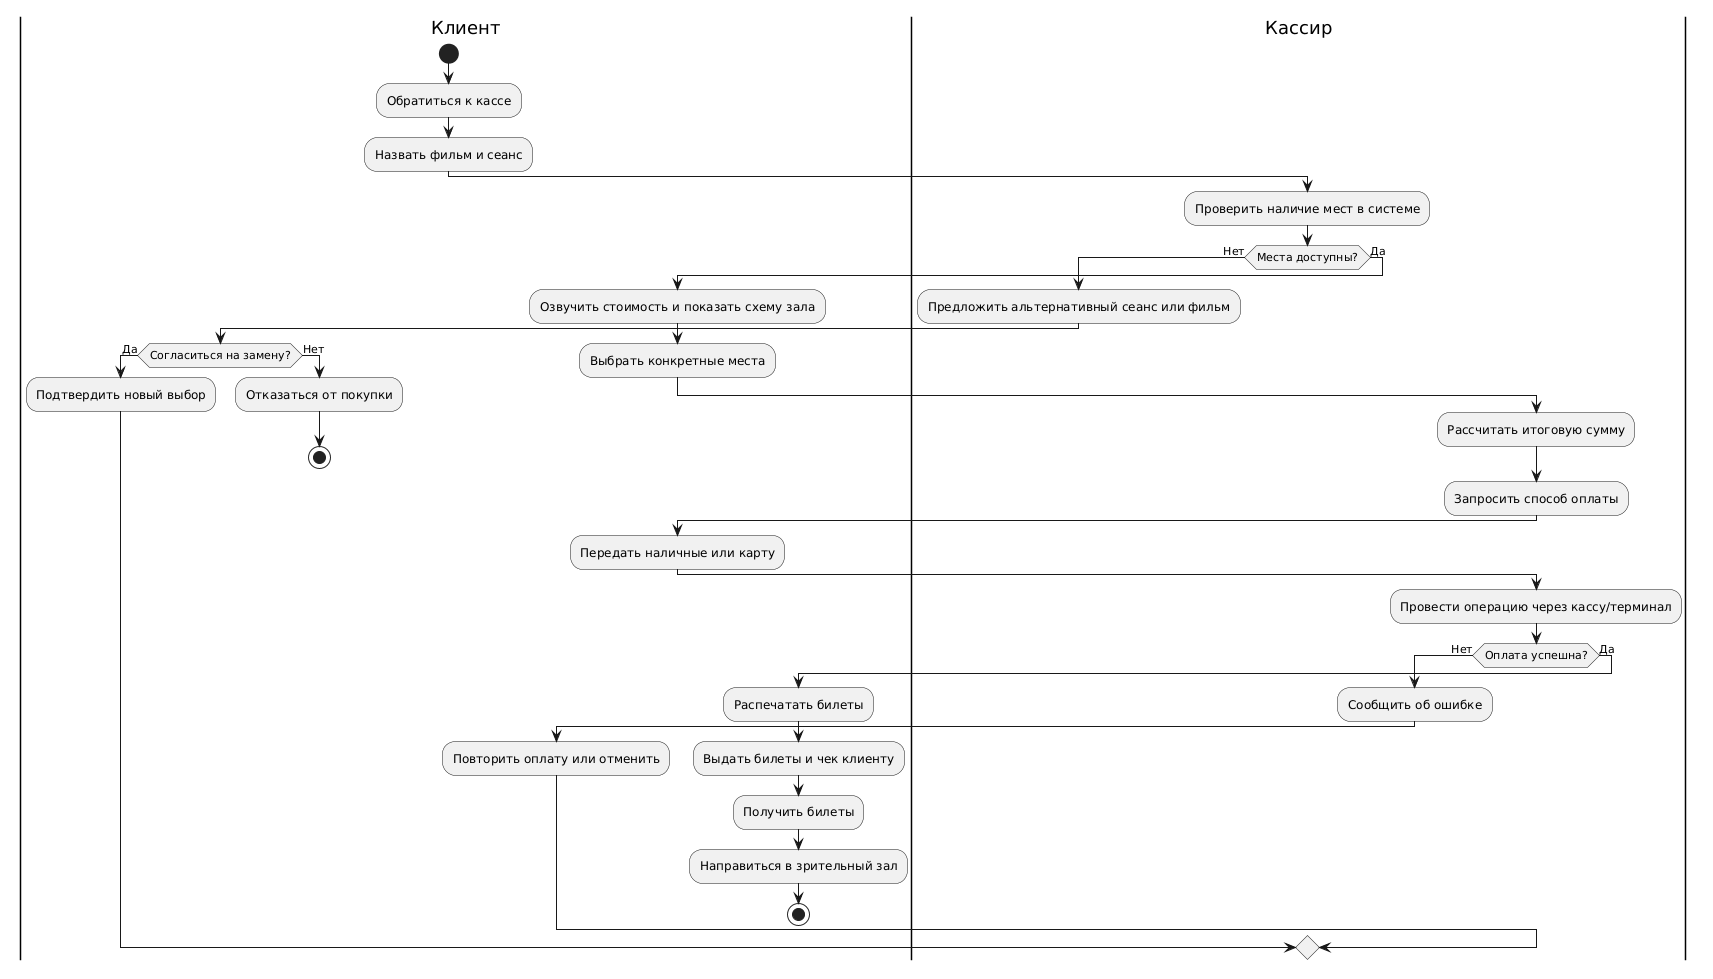 Клиент
Кассир
Обратиться к кассе
Назвать фильм и сеанс
Проверить наличие мест в системе
Нет
Места доступны?
Да
Озвучить стоимость и показать схему зала
Предложить альтернативный сеанс или фильм
Да
Согласиться на замену?
Нет
Выбрать конкретные места
Подтвердить новый выбор
Отказаться от покупки
Рассчитать итоговую сумму
Запросить способ оплаты
Передать наличные или карту
Провести операцию через кассу/терминал
Нет
Оплата успешна?
Да
Распечатать билеты
Сообщить об ошибке
Повторить оплату или отменить
Выдать билеты и чек клиенту
Получить билеты
Направиться в зрительный зал